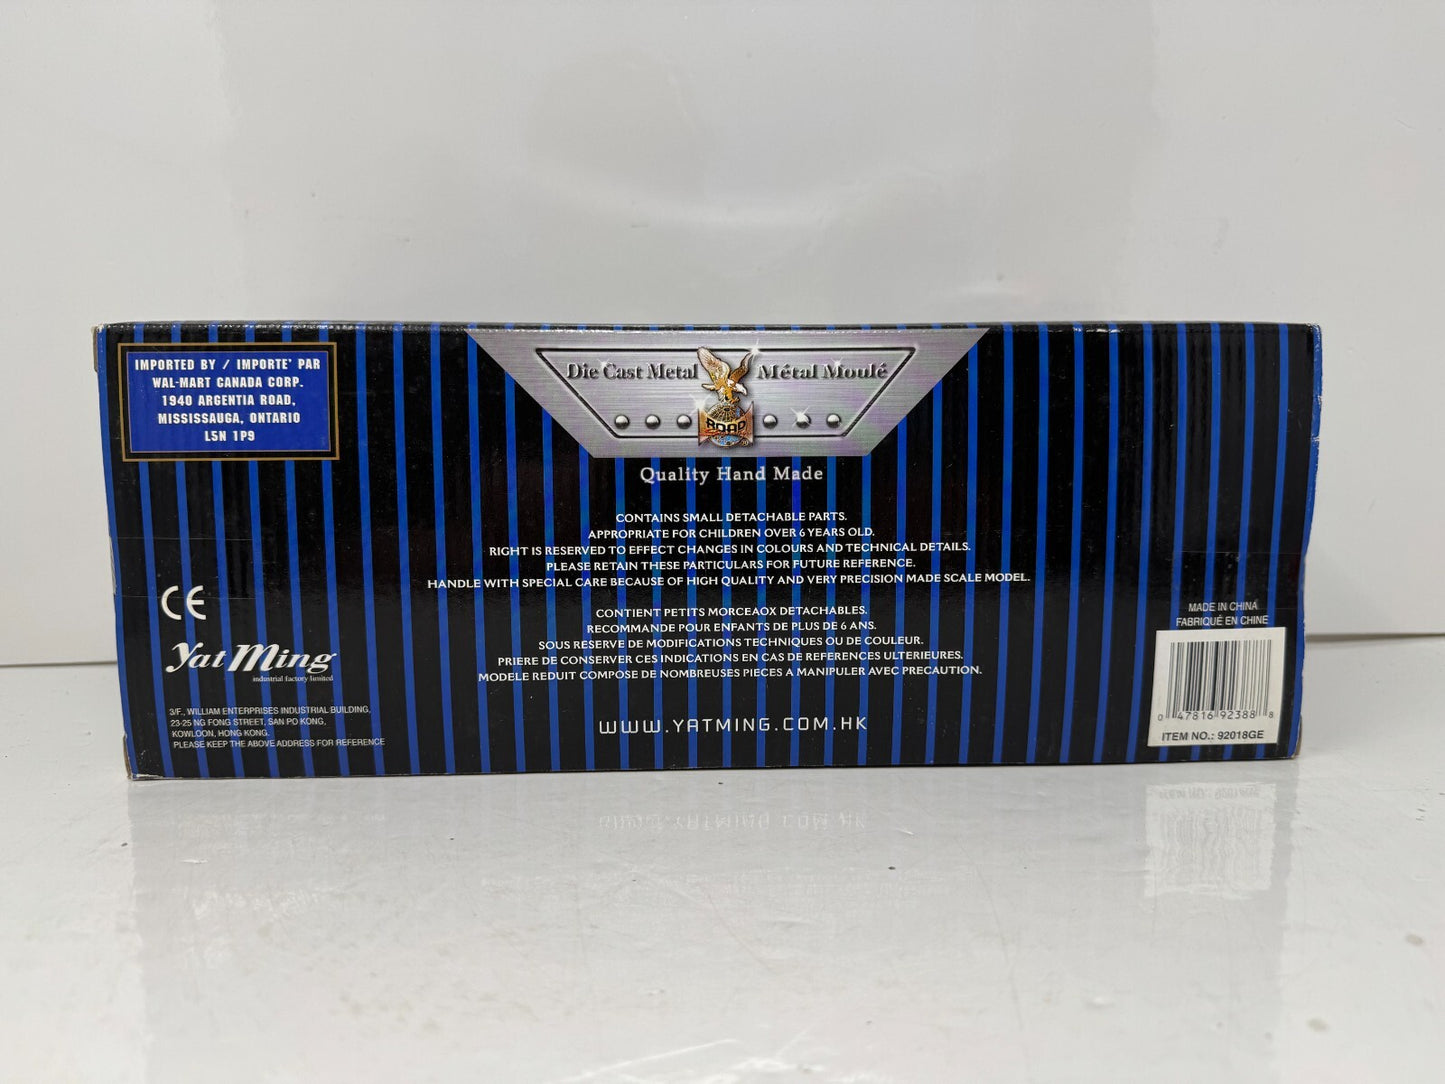 IMPORTED BY / IMPORTE' PAR
WAL-MART CANADA CORP.
1940 ARGENTIA ROAD,
MISSISSAUGA, ONTARIO
L5N 1P9
Die Cast Metal Métal Moulé
ROAD
Quality Hand Made
CONTAINS SMALL DETACHABLE PARTS.
APPROPRIATE FOR CHILDREN OVER 6 YEARS OLD.
RIGHT IS RESERVED TO EFFECT CHANGES IN COLOURS AND TECHNICAL DETAILS.
PLEASE RETAIN THESE PARTICULARS FOR FUTURE REFERENCE.
HANDLE WITH SPECIAL CARE BECAUSE OF HIGH QUALITY AND VERY PRECISION MADE SCALE MODEL.
CONTIENT PETITS MORCEAOX DETACHABLES.
RECOMMANDE POUR ENFANTS DE PLUS DE 6 ANS.
SOUS RESERVE DE MODIFICATIONS TECHNIQUES OU DE COULEUR.
PRIERE DE CONSERVER CES INDICATIONS EN CAS DE REFERENCES ULTERIEURES.
MODELE REDUIT COMPOSE DE NOMBREUSES PIECES A MANIPULER AVEC PRECAUTION.
WWW.YATMING.COM.HK
CE
Yat Ming
industrial factory limited
3/F., WILLIAM ENTERPRISES INDUSTRIAL BUILDING,
23-25 NG FONG STREET, SAN PO KONG,
KOWLOON, HONG KONG.
PLEASE KEEP THE ABOVE ADDRESS FOR REFERENCE
MADE IN CHINA
FABRIQUÉ EN CHINE
0 47816 92388 8
ITEM NO.: 92018GE